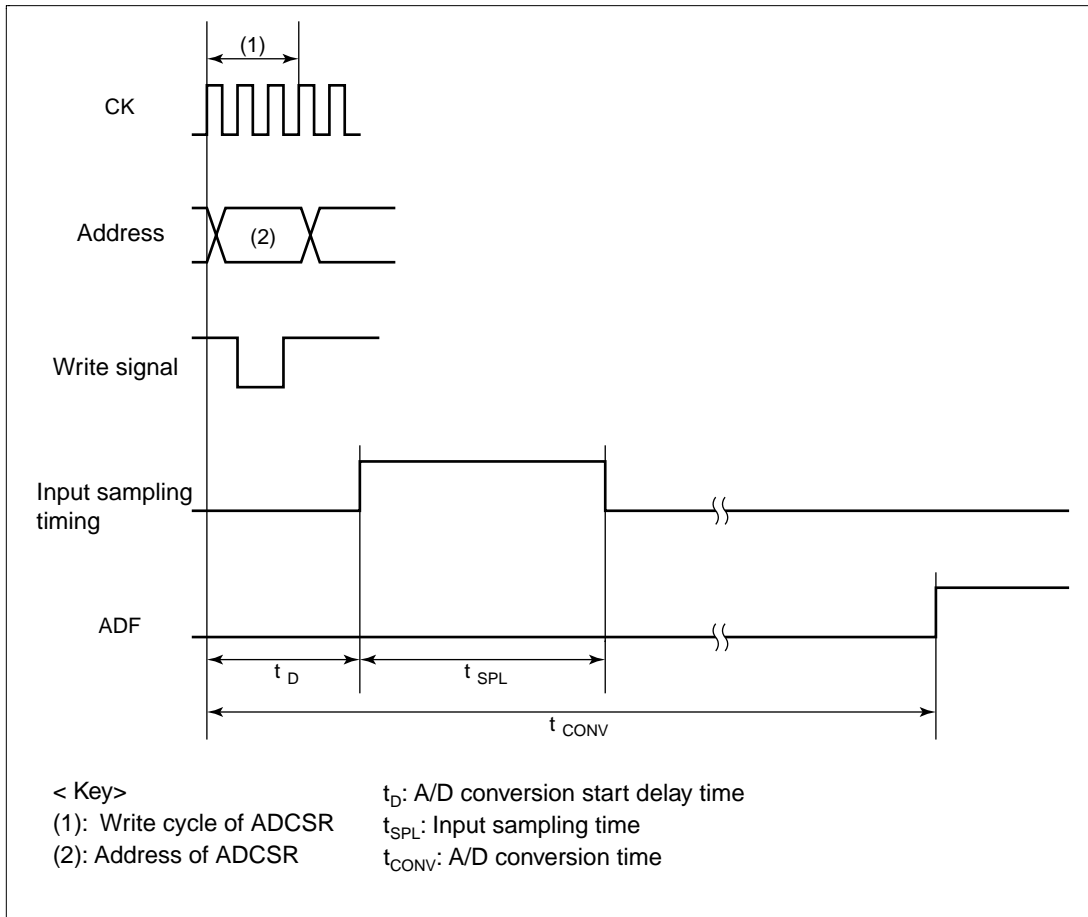 (1)
CK
Address
(2)
Write signal
Input sampling
timing
ADF
t D
t SPL
t CONV
< Key>
(1): Write cycle of ADCSR
(2): Address of ADCSR
tD: A/D conversion start delay time
tSPL: Input sampling time
tCONV: A/D conversion time